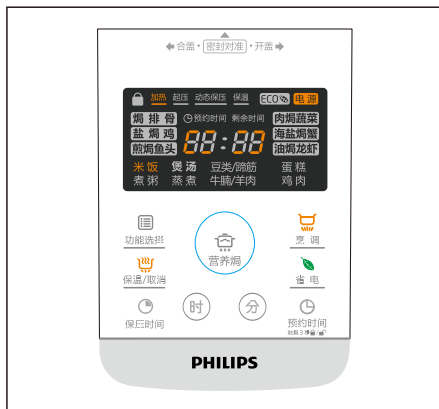 合盖·密封对准·开盖
加热 起压 动态保压 保温 ECO 电源
焗排骨 预约时间 剩余时间 肉焗蔬菜
盐焗鸡 88:88 海盐焗蟹
煎焗鱼头 油焗龙虾
米饭 煲汤 豆类/蹄筋 蛋糕
煮粥 蒸煮 牛腩/羊肉 鸡肉
功能选择 营养焗 烹调
保温/取消 省电
保压时间 时 分 预约时间
PHILIPS